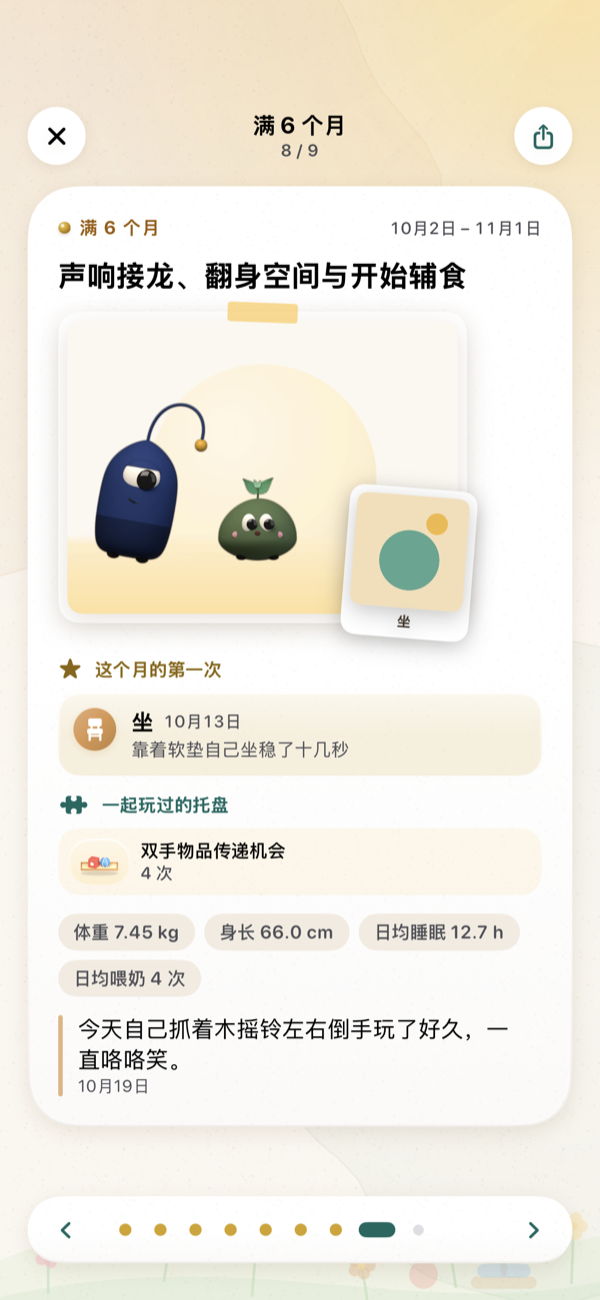 满 6 个月
8 / 9
满 6 个月
10月2日 – 11月1日
声响接龙、翻身空间与开始辅食
坐
这个月的第一次
坐 10月13日
靠着软垫自己坐稳了十几秒
一起玩过的托盘
双手物品传递机会
4 次
体重 7.45 kg
身长 66.0 cm
日均睡眠 12.7 h
日均喂奶 4 次
今天自己抓着木摇铃左右倒手玩了好久，一
直咯咯笑。
10月19日